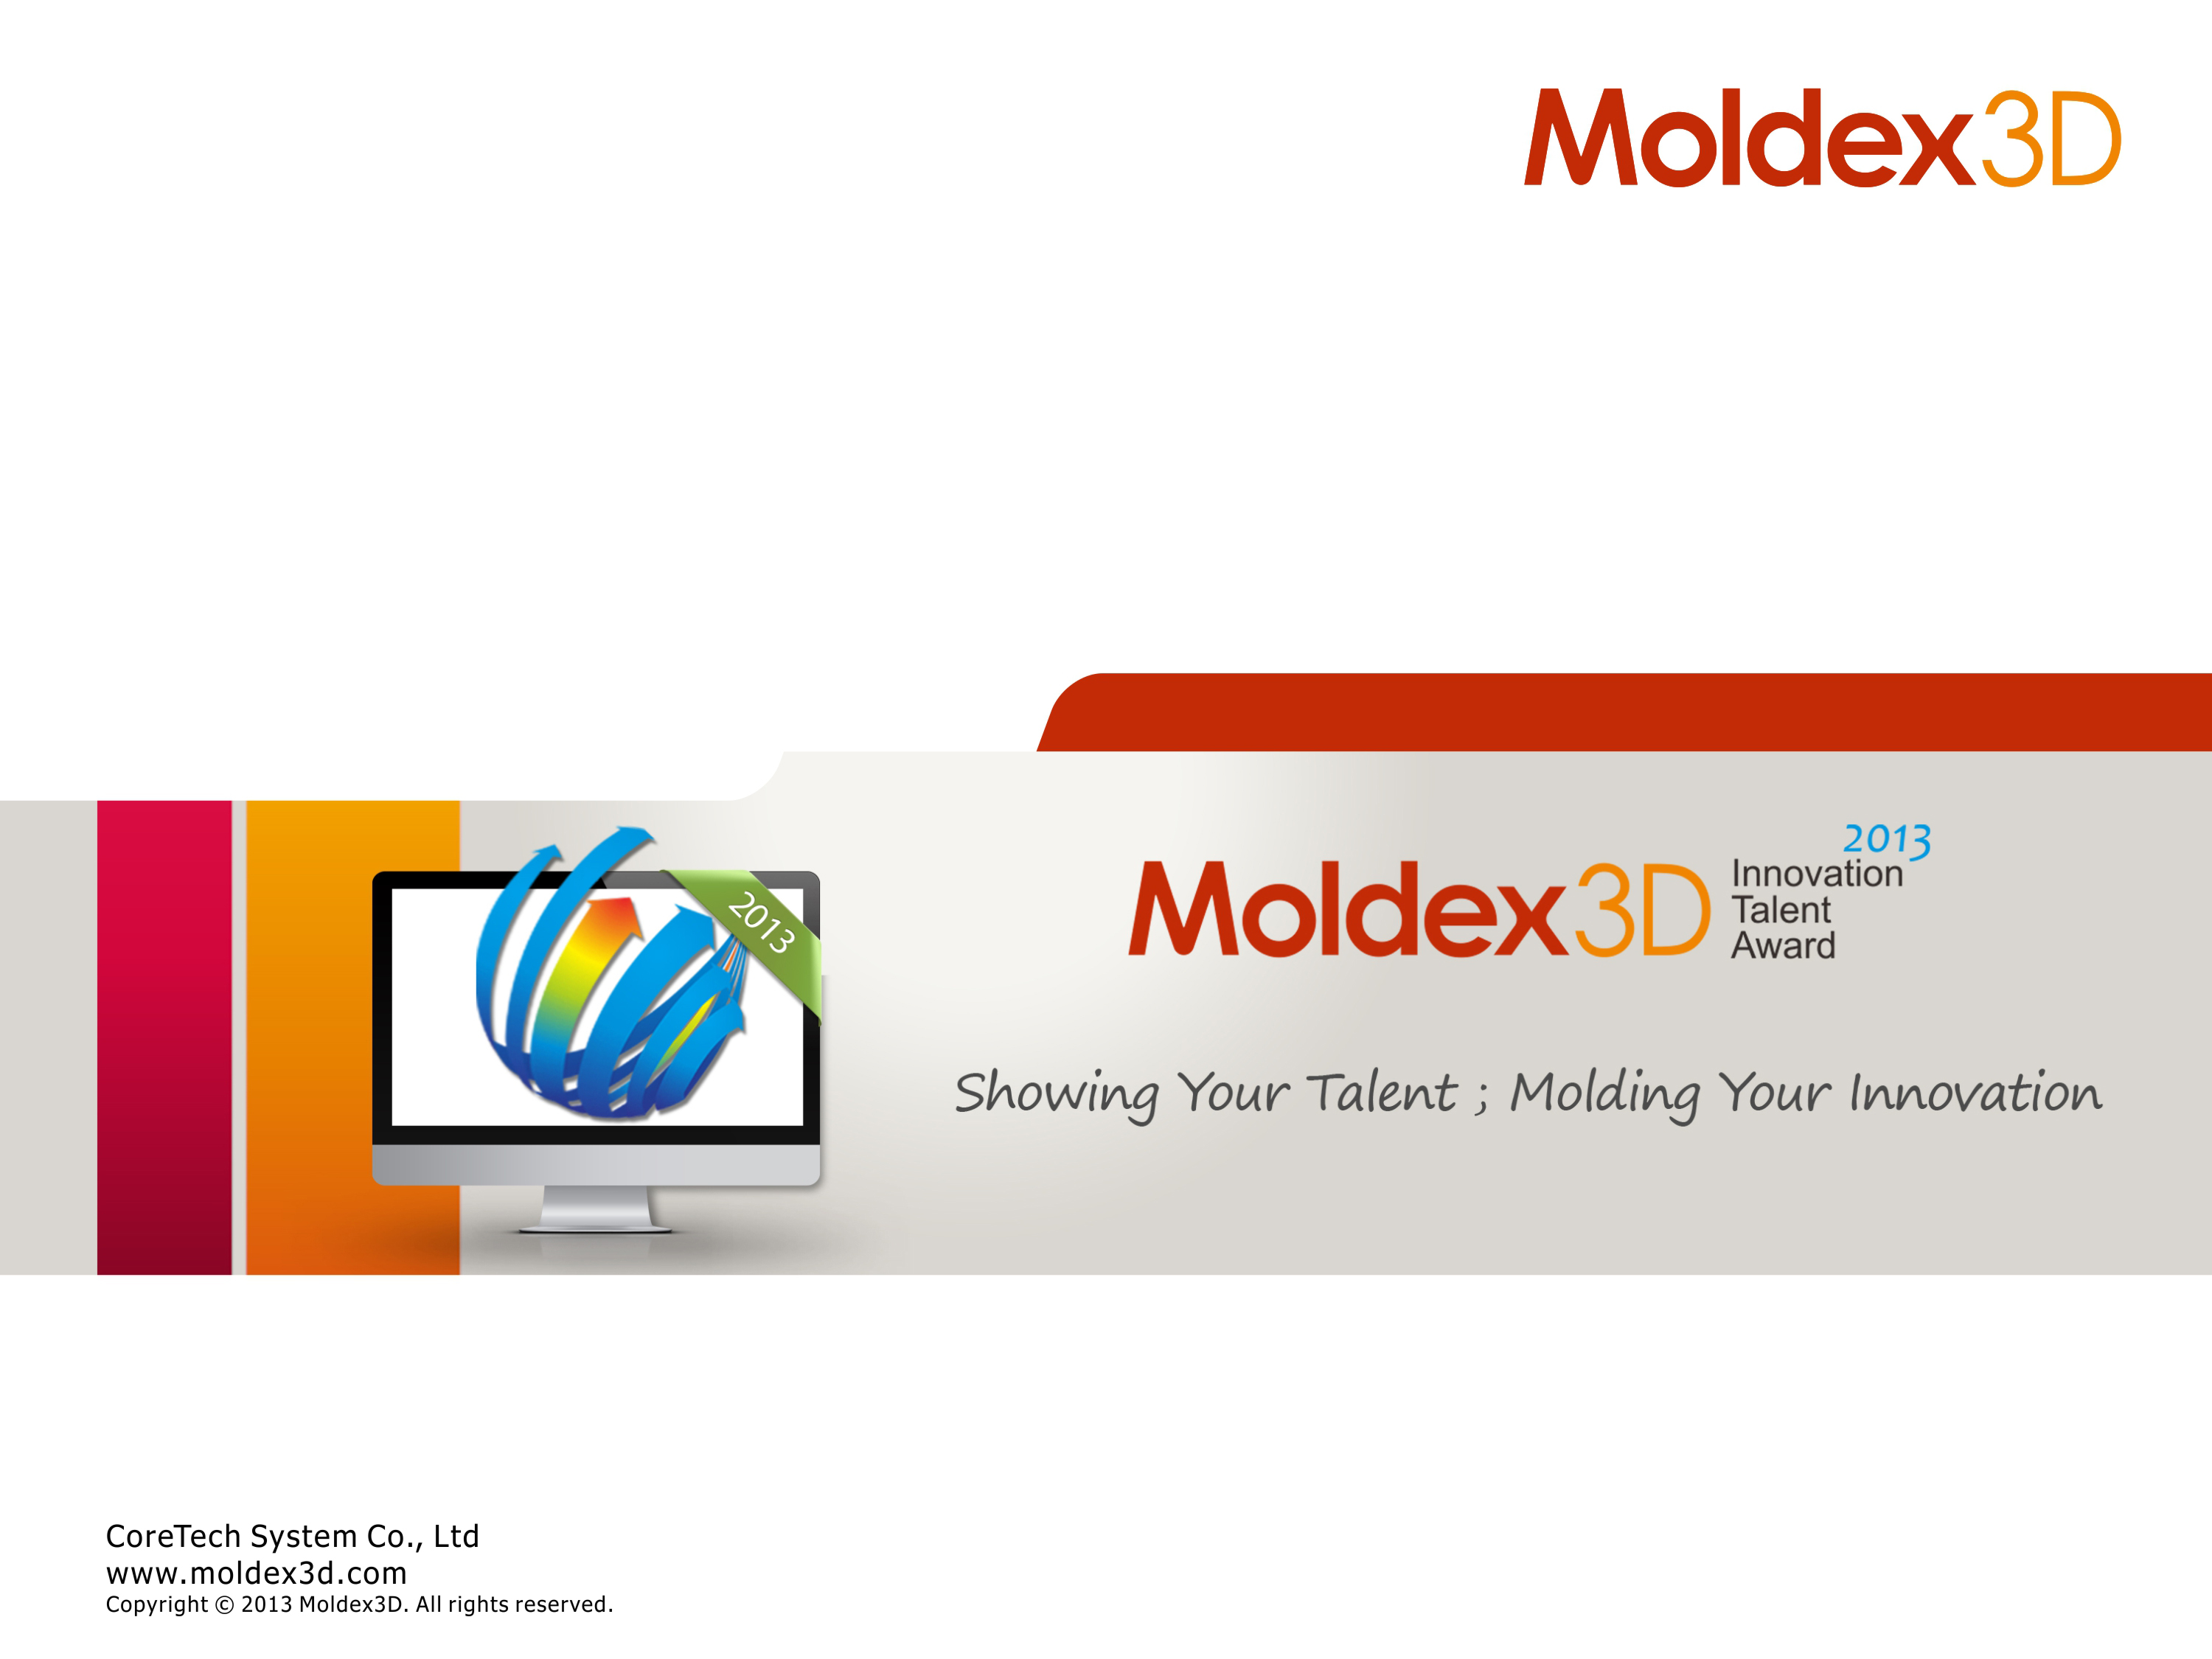 Moldex3D
2013
2013
Moldex3D
Innovation
Talent
Award
Showing Your Talent ; Molding Your Innovation
CoreTech System Co., Ltd
www.moldex3d.com
Copyright © 2013 Moldex3D. All rights reserved.